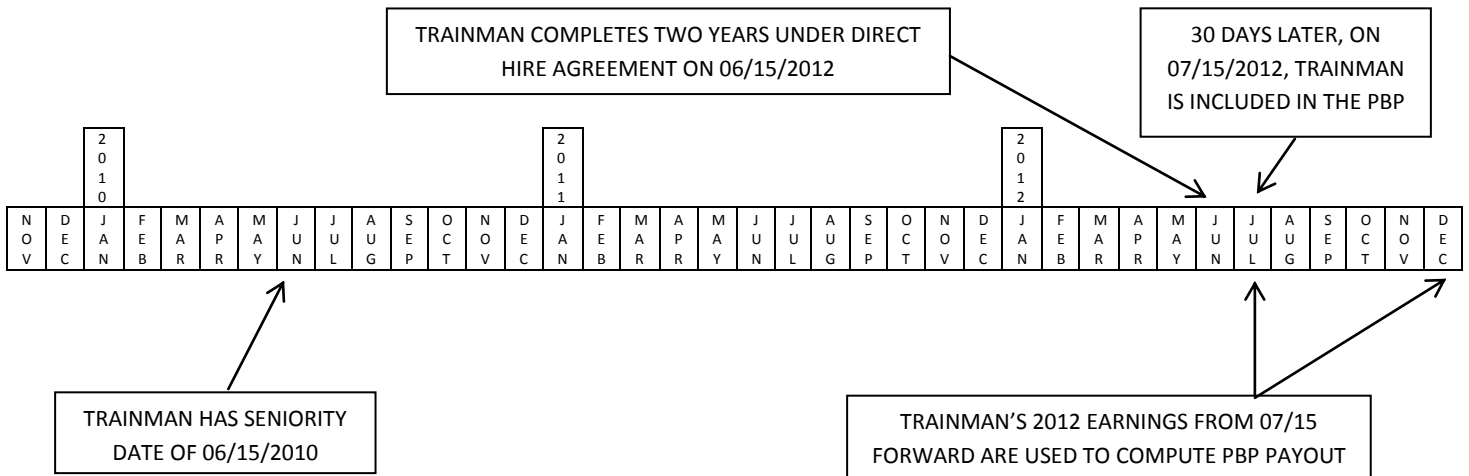 TRAINMAN COMPLETES TWO YEARS UNDER DIRECT
HIRE AGREEMENT ON 06/15/2012
30 DAYS LATER, ON
07/15/2012, TRAINMAN
IS INCLUDED IN THE PBP
2010 2011 2012
NOV DEC JAN FEB MAR APR MAY JUN JUL AUG SEP OCT NOV DEC JAN FEB MAR APR MAY JUN JUL AUG SEP OCT NOV DEC JAN FEB MAR APR MAY JUN JUL AUG SEP OCT NOV DEC
TRAINMAN HAS SENIORITY
DATE OF 06/15/2010
TRAINMAN’S 2012 EARNINGS FROM 07/15
FORWARD ARE USED TO COMPUTE PBP PAYOUT